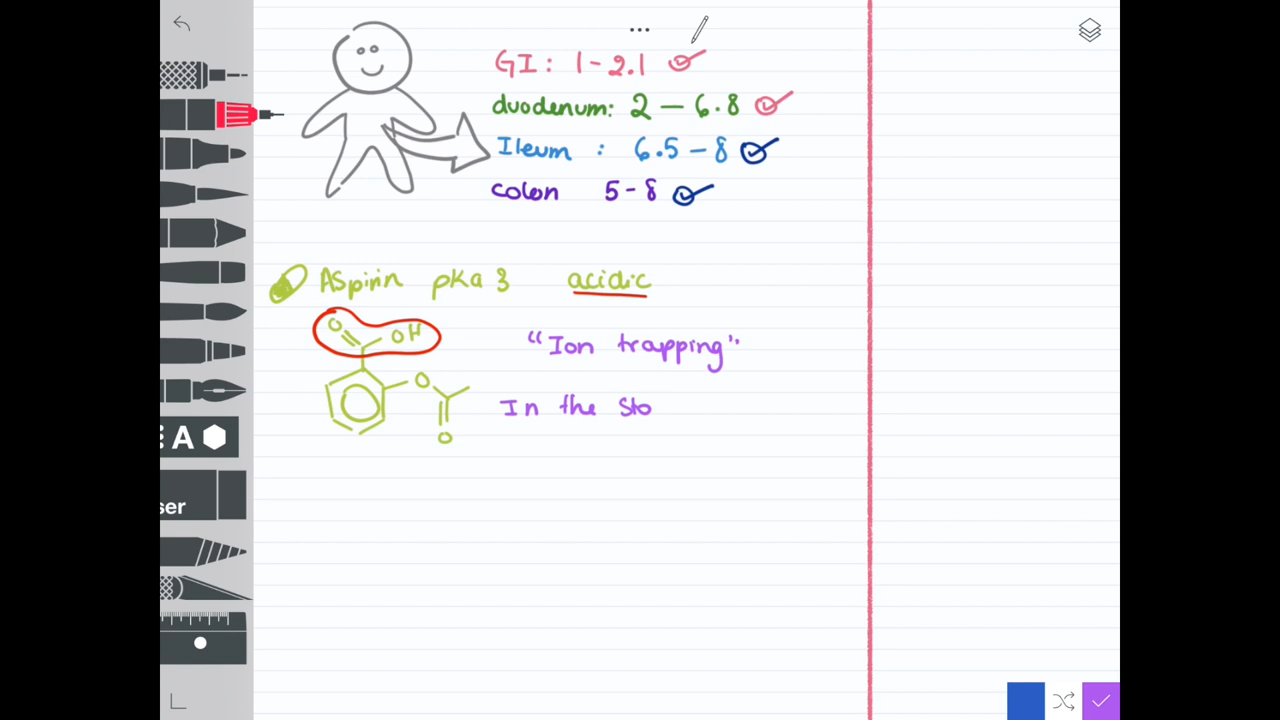 GI: 1-2.1
duodenum: 2 - 6.8
Ileum : 6.5 - 8
colon 5-8
Aspirin pKa 3 acidic
O OH
"Ion trapping"
O
In the sto
O
A
ser